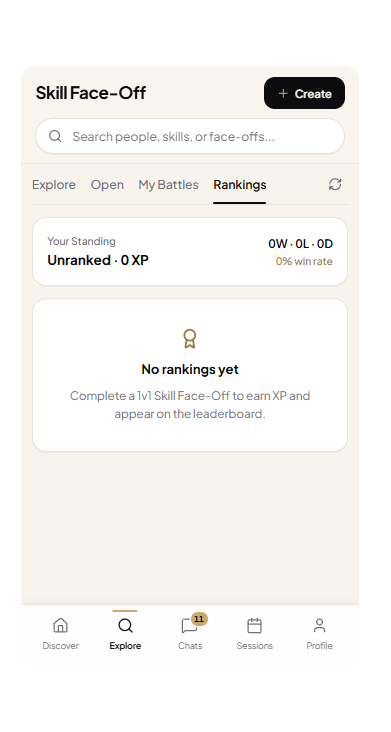 Skill Face-Off
+ Create
Search people, skills, or face-offs...
Explore Open My Battles Rankings
Your Standing
Unranked · 0 XP
0W · 0L · 0D
0% win rate
No rankings yet
Complete a 1v1 Skill Face-Off to earn XP and
appear on the leaderboard.
11
Discover Explore Chats Sessions Profile